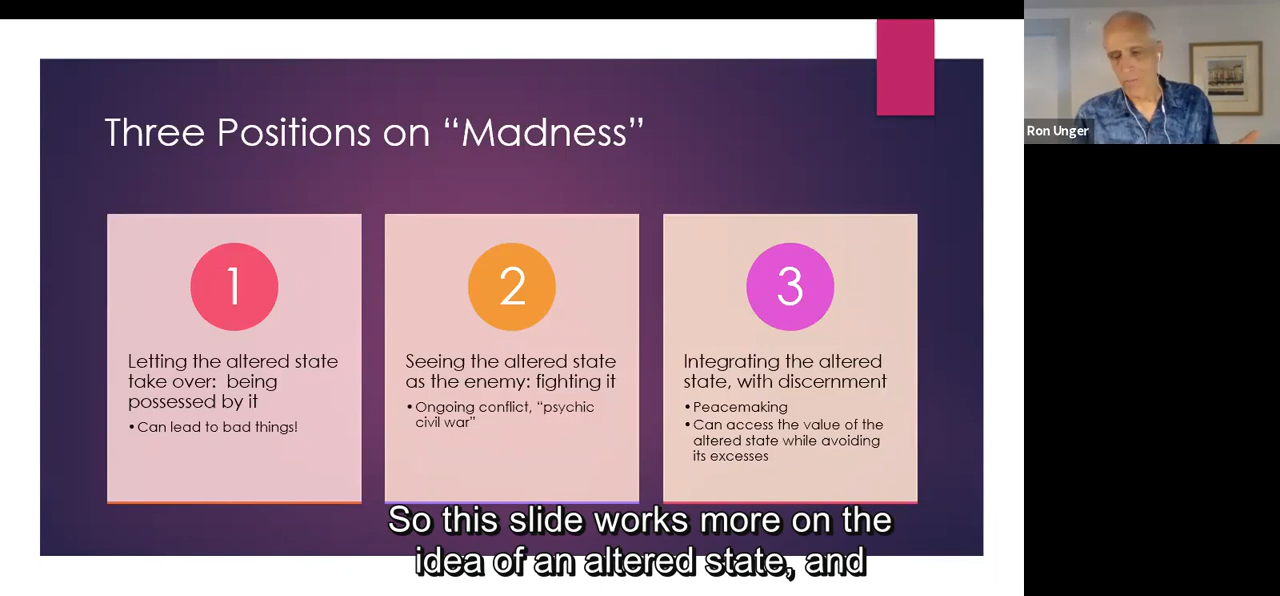 Three Positions on “Madness”
1
Letting the altered state
take over: being
possessed by it
• Can lead to bad things!
2
Seeing the altered state
as the enemy: fighting it
• Ongoing conflict, “psychic
civil war”
3
Integrating the altered
state, with discernment
• Peacemaking
• Can access the value of the
altered state while avoiding
its excesses
So this slide works more on the
idea of an altered state, and
Ron Unger